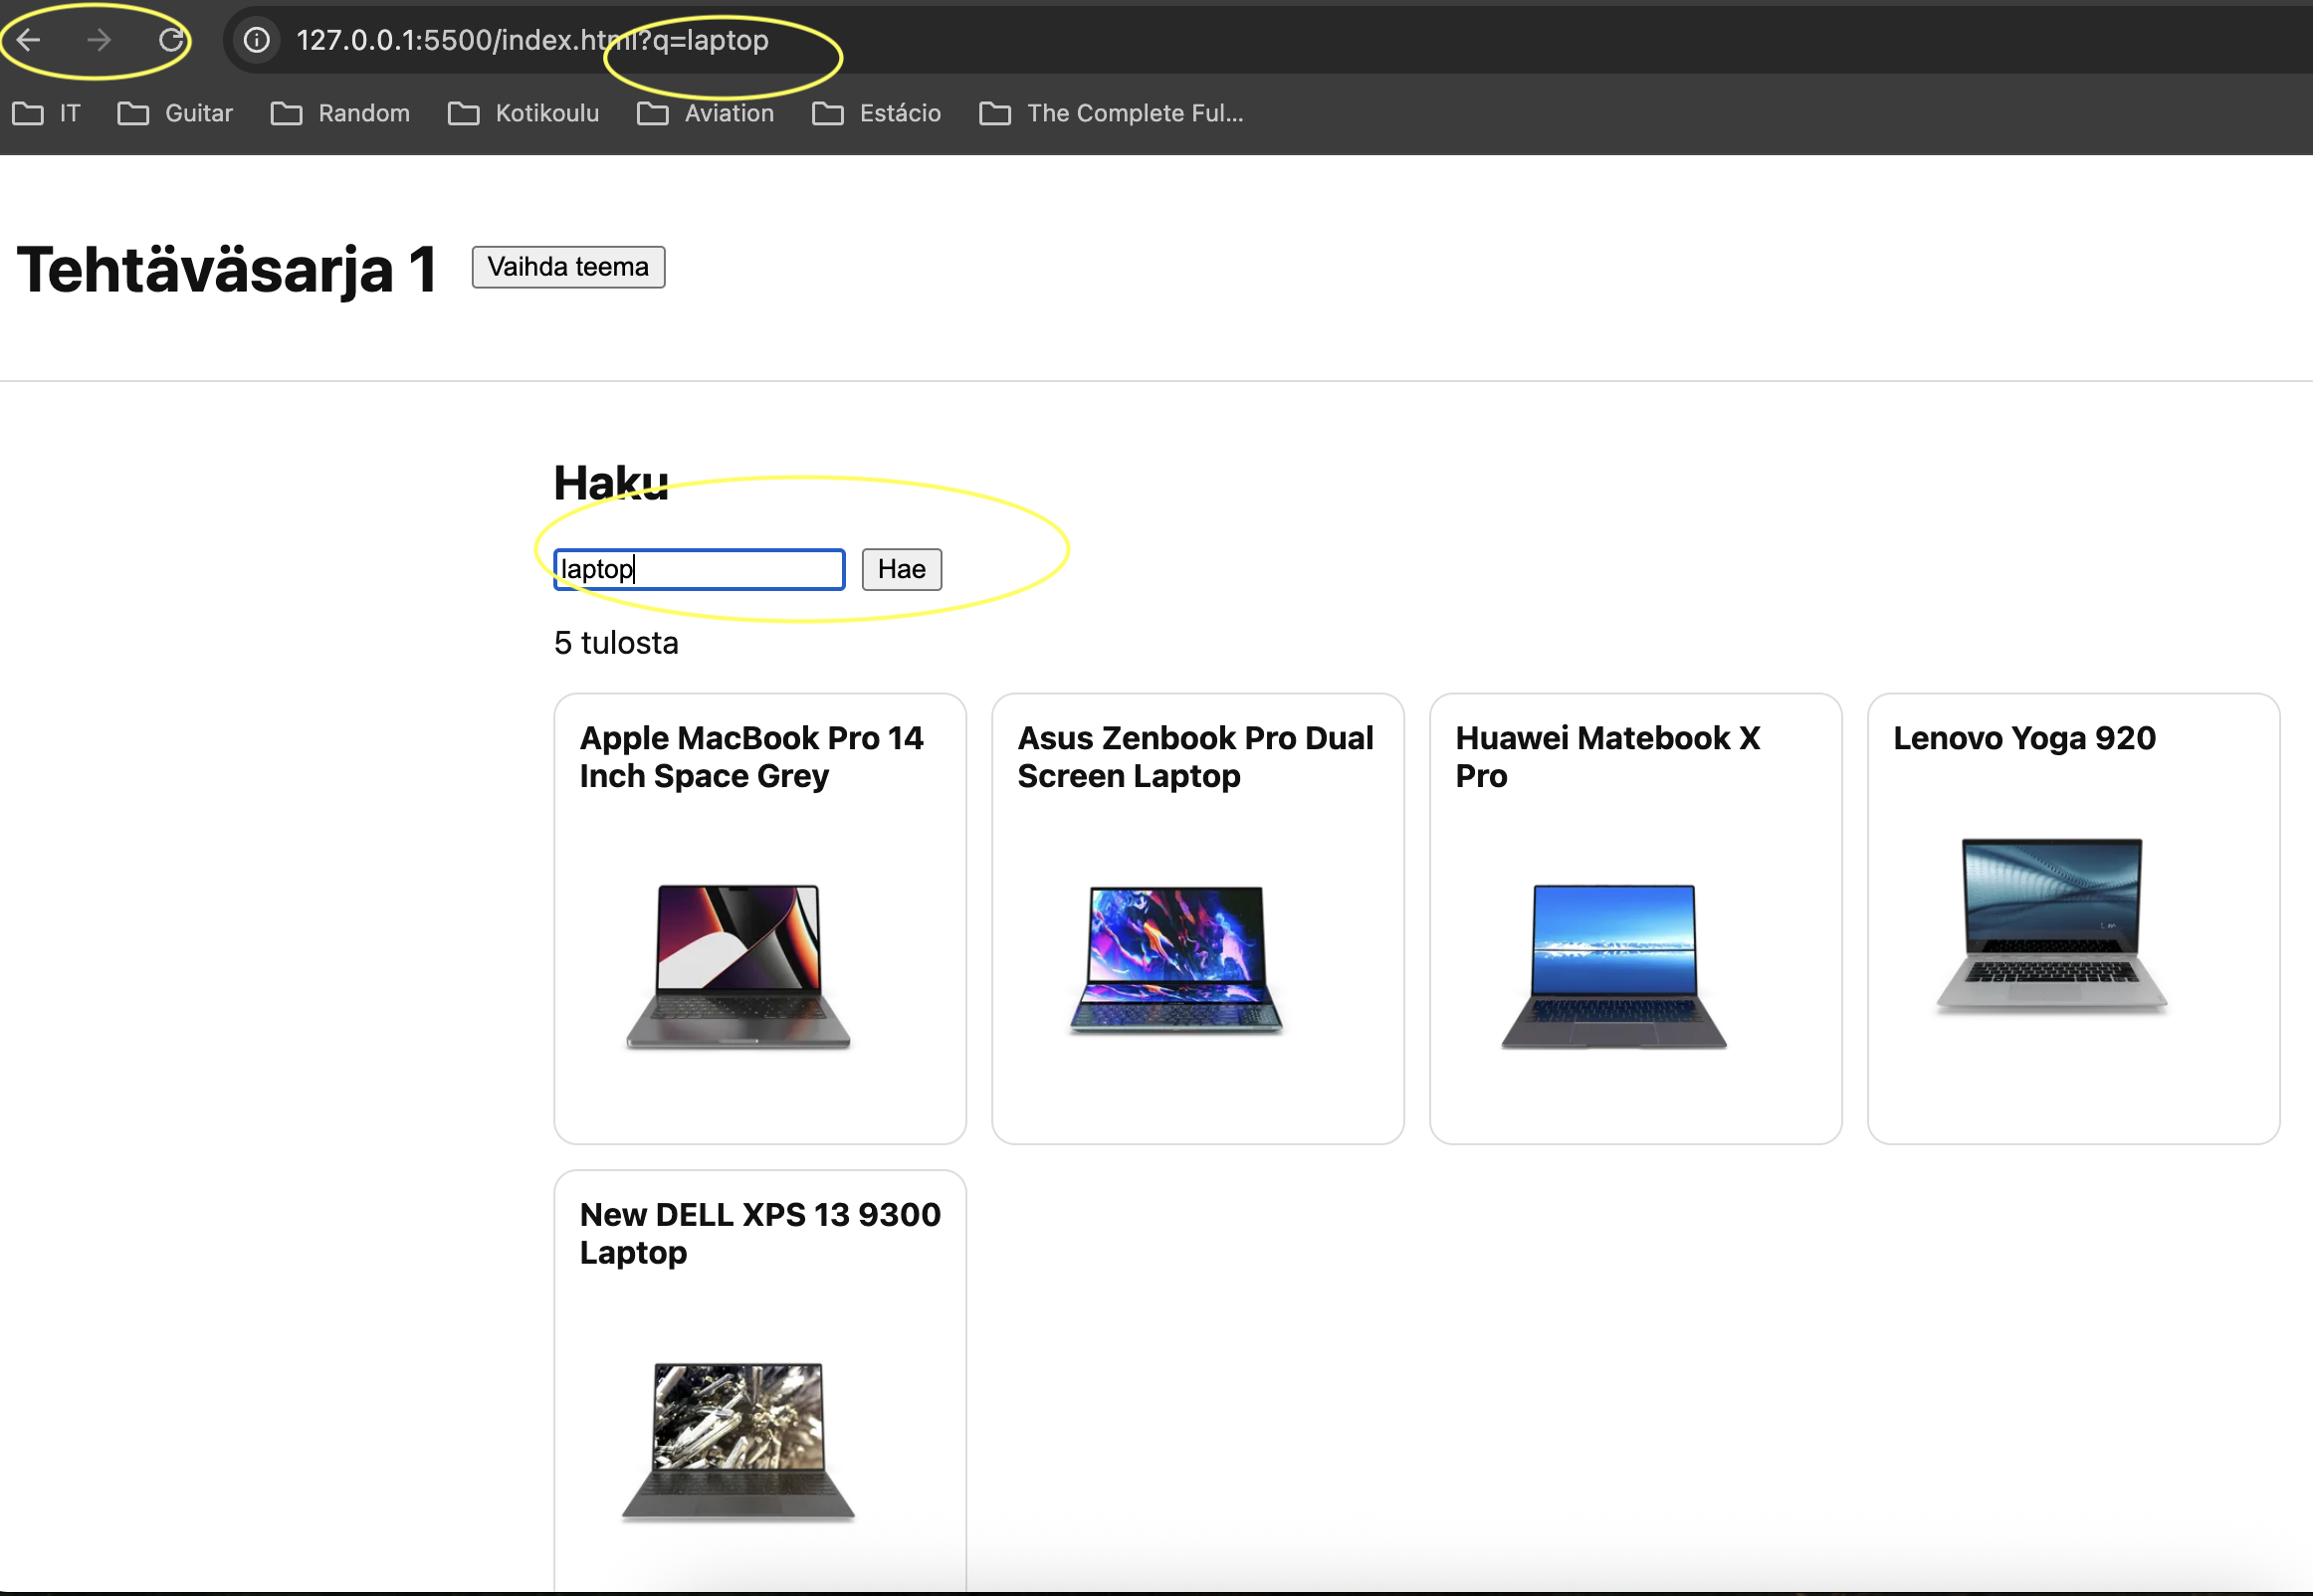 127.0.0.1:5500/index.html?q=laptop
IT Guitar Random Kotikoulu Aviation Estácio The Complete Ful...
Tehtäväsarja 1 Vaihda teema
Haku
laptop Hae
5 tulosta
Apple MacBook Pro 14
Inch Space Grey
Asus Zenbook Pro Dual
Screen Laptop
Huawei Matebook X
Pro
Lenovo Yoga 920
New DELL XPS 13 9300
Laptop